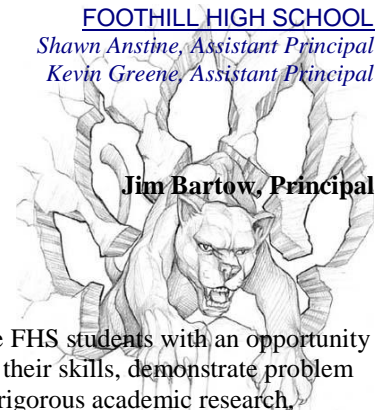 FOOTHILL HIGH SCHOOL
Shawn Anstine, Assistant Principal
Kevin Greene, Assistant Principal
Jim Bartow, Principal
FHS students with an opportunity
their skills, demonstrate problem
rigorous academic research.